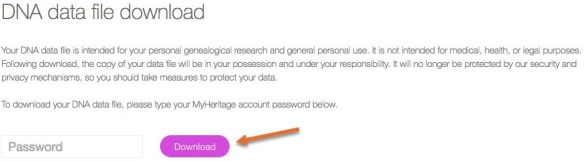 DNA data file download
Your DNA data file is intended for your personal genealogical research and general personal use. It is not intended for medical, health, or legal purposes.
Following download, the copy of your data file will be in your possession and under your responsibility. It will no longer be protected by our security and
privacy mechanisms, so you should take measures to protect your data.
To download your DNA data file, please type your MyHeritage account password below.
Password Download